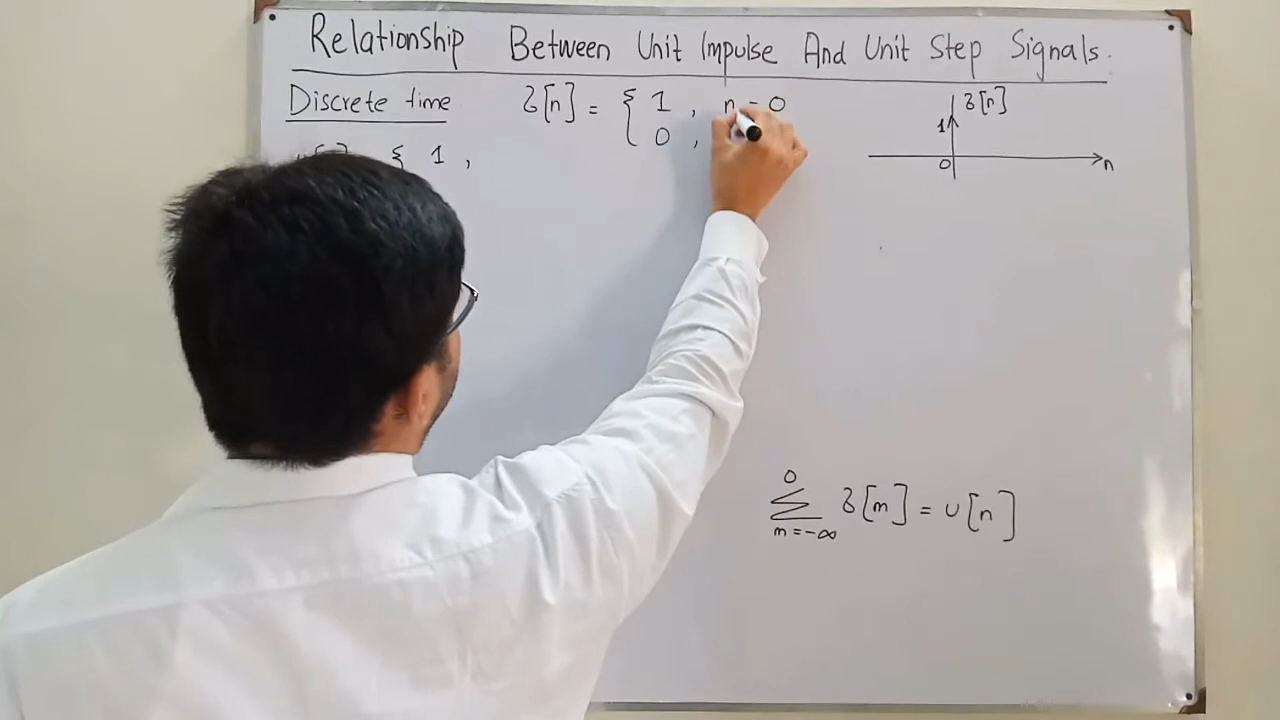 Relationship Between Unit Impulse And Unit Step Signals.
Discrete time
δ[n] = { 1 , n - 0
0 ,
{ 1 ,
δ[n]
1
0
n
0
∑ δ[m] = u[n]
m = -∞